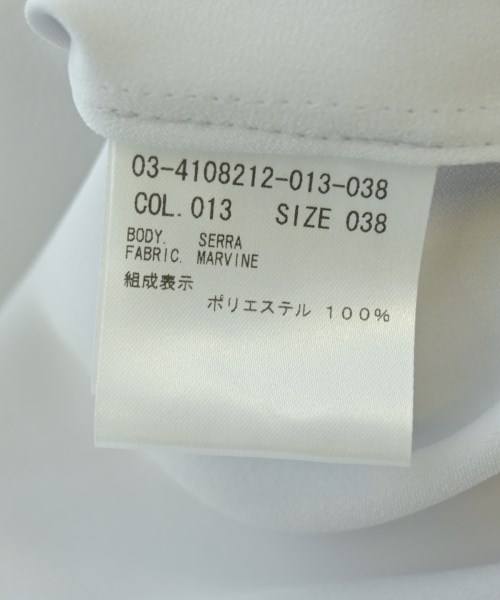 03-4108212-013-038
COL. 013 SIZE 038
BODY. SERRA
FABRIC. MARVINE
組成表示
ポリエステル １００％